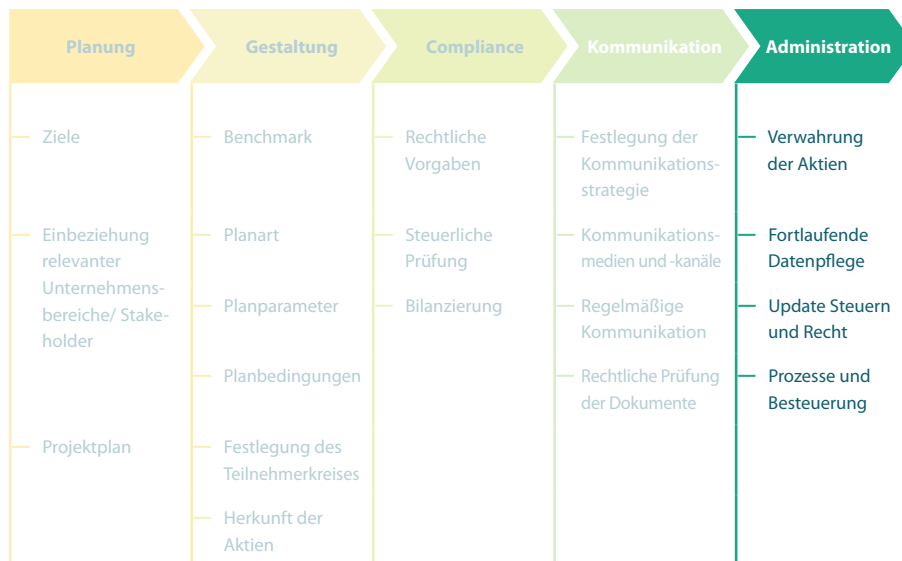 Planung
Gestaltung
Compliance
Kommunikation
Administration
Ziele
Einbeziehung
relevanter
Unternehmens-
bereiche/ Stake-
holder
Projektplan
Benchmark
Planart
Planparameter
Planbedingungen
Festlegung des
Teilnehmerkreises
Herkunft der
Aktien
Rechtliche
Vorgaben
Steuerliche
Prüfung
Bilanzierung
Festlegung der
Kommunikations-
strategie
Kommunikations-
medien und -kanäle
Regelmäßige
Kommunikation
Rechtliche Prüfung
der Dokumente
Verwahrung
der Aktien
Fortlaufende
Datenpflege
Update Steuern
und Recht
Prozesse und
Besteuerung